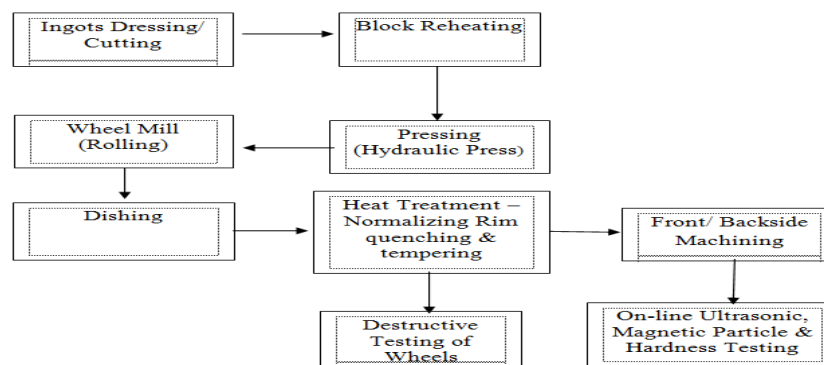 Ingots Dressing/
Cutting
Block Reheating
Wheel Mill
(Rolling)
Pressing
(Hydraulic Press)
Dishing
Heat Treatment –
Normalizing Rim
quenching &
tempering
Front/ Backside
Machining
Destructive
Testing of
Wheels
On-line Ultrasonic,
Magnetic Particle &
Hardness Testing